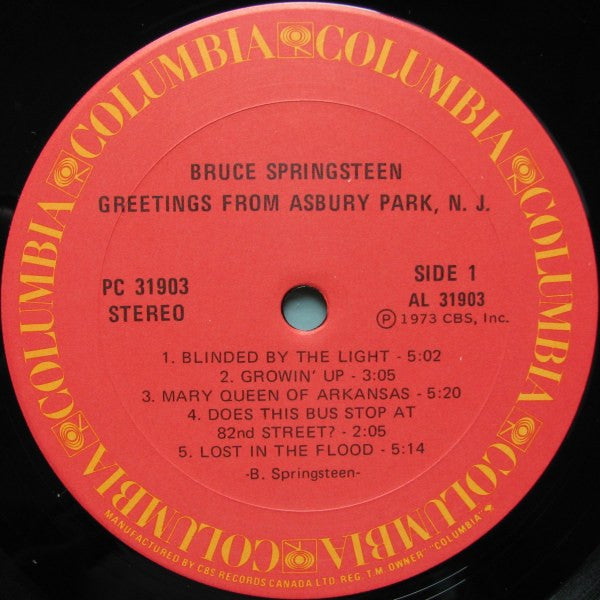 BRUCE SPRINGSTEEN
GREETINGS FROM ASBURY PARK, N. J.
PC 31903
STEREO
SIDE 1
AL 31903
Ⓟ 1973 CBS, Inc.
1. BLINDED BY THE LIGHT - 5:02
2. GROWIN' UP - 3:05
3. MARY QUEEN OF ARKANSAS - 5:20
4. DOES THIS BUS STOP AT
82nd STREET? - 2:05
5. LOST IN THE FLOOD - 5:14
-B. Springsteen-
COLUMBIA
COLUMBIA
COLUMBIA
COLUMBIA
COLUMBIA
COLUMBIA
COLUMBIA
COLUMBIA
MANUFACTURED BY CBS RECORDS CANADA LTD. REG. T.M. OWNER "COLUMBIA"